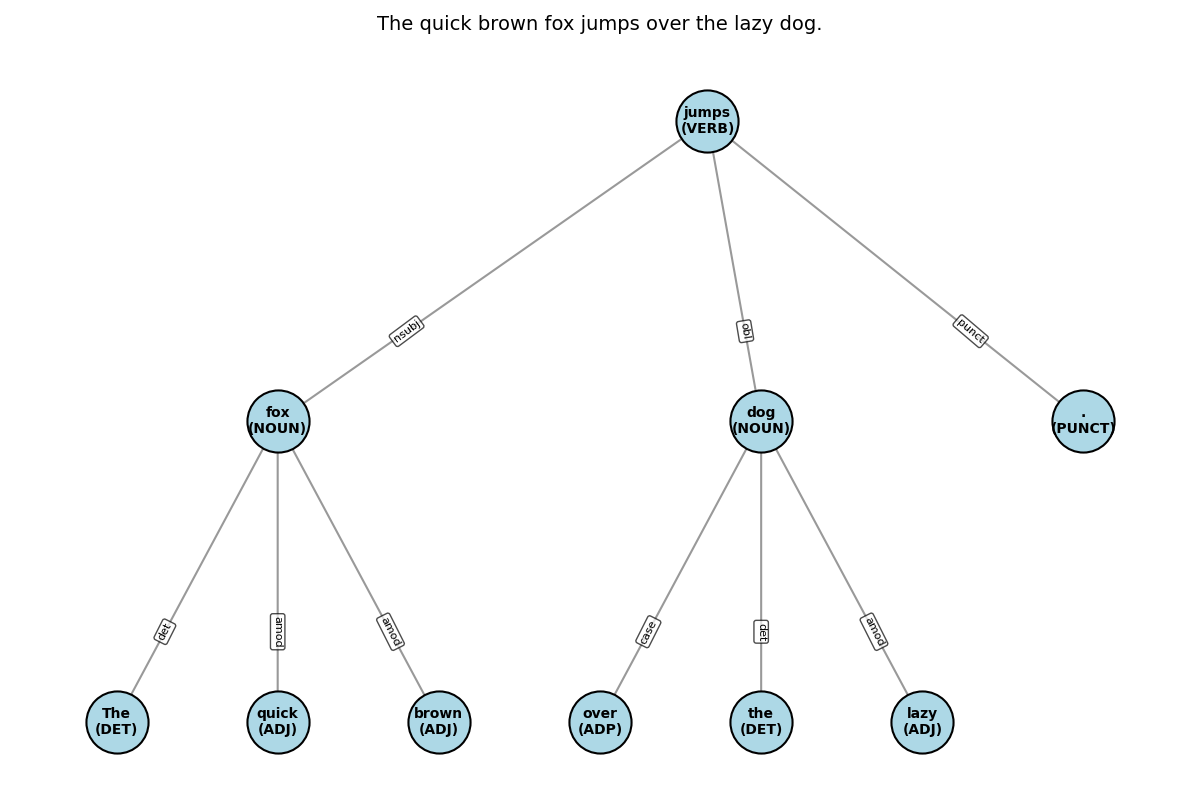 The quick brown fox jumps over the lazy dog.
jumps
(VERB)
nsubj
obl
punct
fox
(NOUN)
dog
(NOUN)
.
(PUNCT)
det
amod
amod
case
det
amod
The
(DET)
quick
(ADJ)
brown
(ADJ)
over
(ADP)
the
(DET)
lazy
(ADJ)